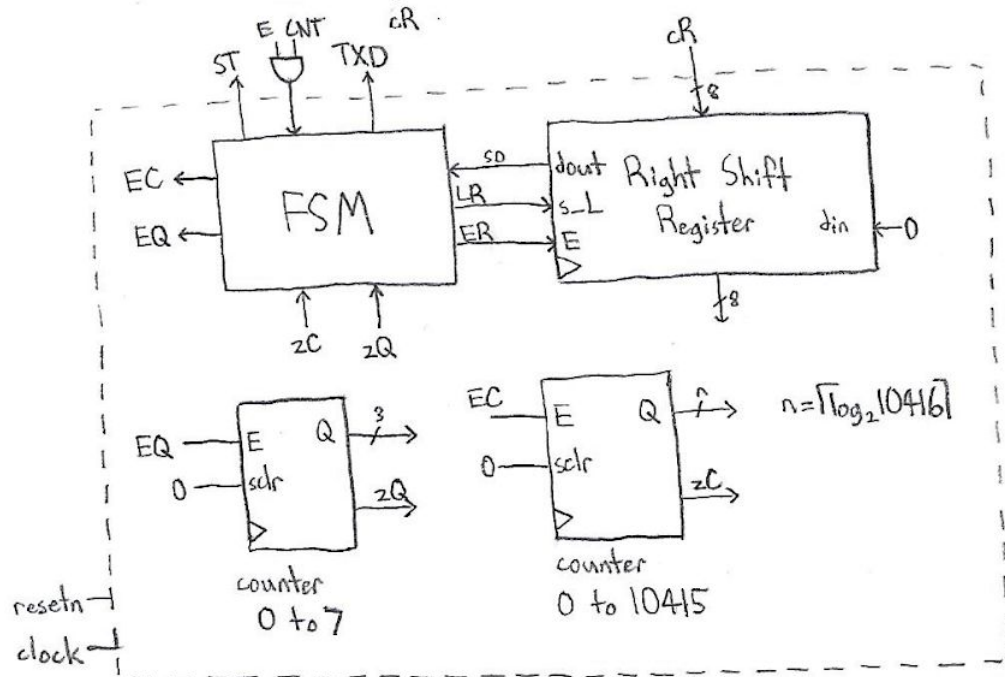 E CNT
cR
ST
TXD
cR
8
EC
EQ
FSM
SD
LR
ER
dout
s_L
E
Right Shift
Register
din
0
8
zC
zQ
EQ
E
Q
3
0
sclr
zQ
counter
0 to 7
EC
E
Q
n
0
sclr
zC
counter
0 to 10415
n=⌈log₂10416⌉
resetn
clock